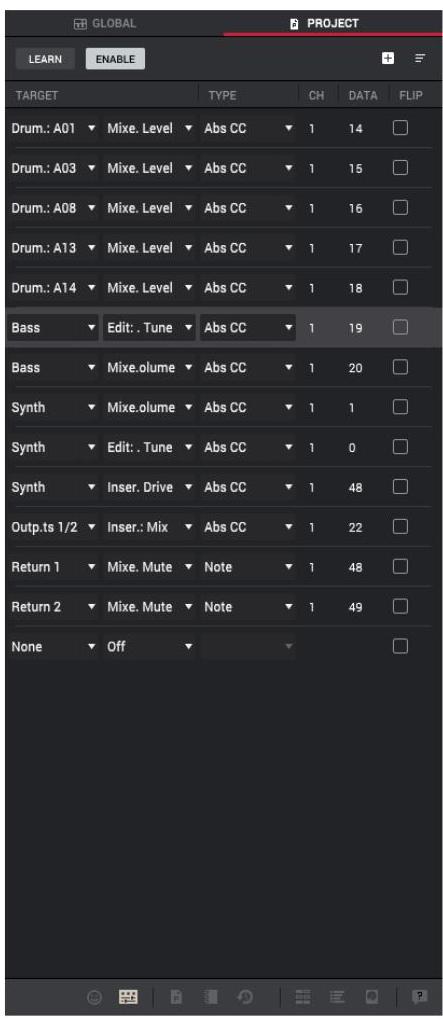 GLOBAL PROJECT
LEARN ENABLE
TARGET TYPE CH DATA FLIP
Drum.: A01 Mixe. Level Abs CC 1 14
Drum.: A03 Mixe. Level Abs CC 1 15
Drum.: A08 Mixe. Level Abs CC 1 16
Drum.: A13 Mixe. Level Abs CC 1 17
Drum.: A14 Mixe. Level Abs CC 1 18
Bass Edit: . Tune Abs CC 1 19
Bass Mixe.olume Abs CC 1 20
Synth Mixe.olume Abs CC 1 1
Synth Edit: . Tune Abs CC 1 0
Synth Inser. Drive Abs CC 1 48
Outp.ts 1/2 Inser.: Mix Abs CC 1 22
Return 1 Mixe. Mute Note 1 48
Return 2 Mixe. Mute Note 1 49
None Off